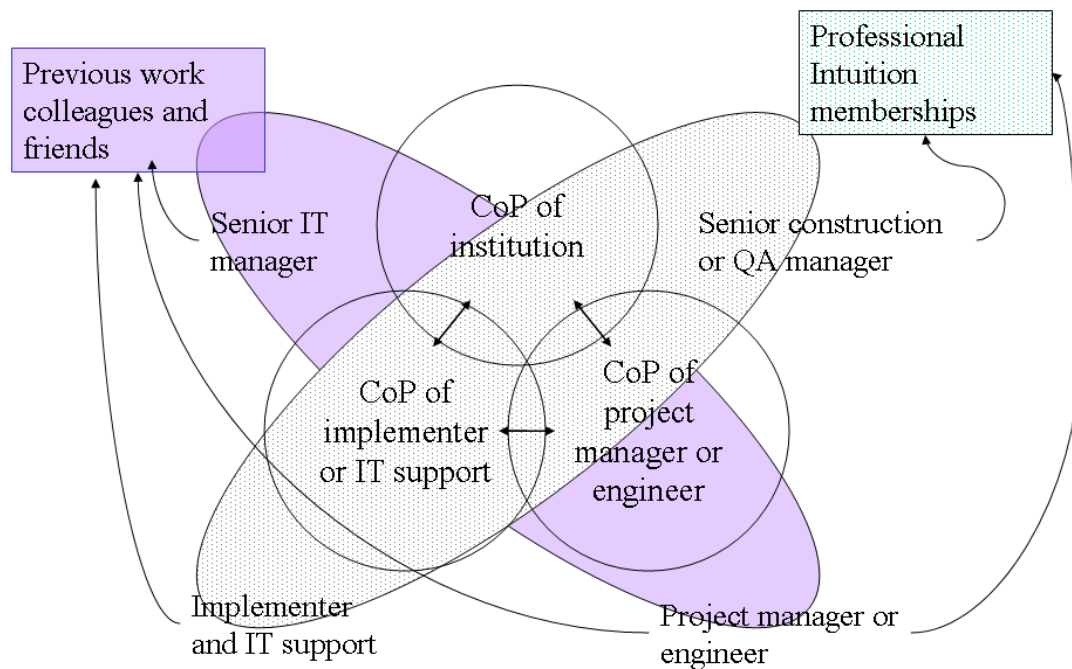 Previous work
colleagues and
friends
Professional
Intuition
memberships
Senior IT
manager
CoP of
institution
Senior construction
or QA manager
CoP of
implementer
or IT support
CoP of
project
manager or
engineer
Implementer
and IT support
Project manager or
engineer